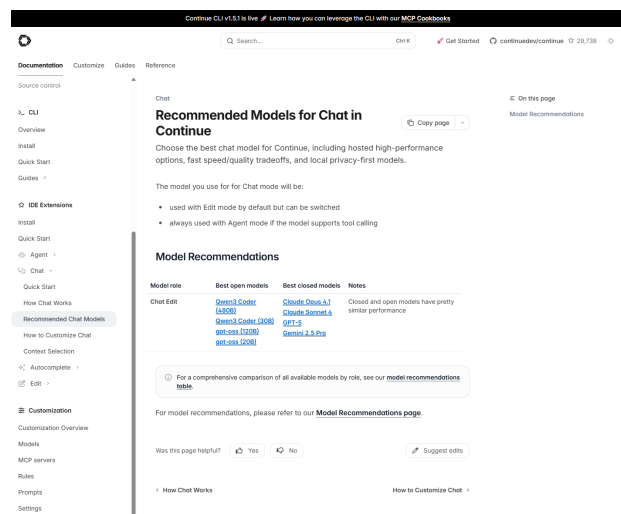 Continue CLI v1.5.1 is live 🚀 Learn how you can leverage the CLI with our MCP Cookbooks
Search...
Ctrl K
🚀 Get Started
continuedev/continue ☆ 29,738
Documentation Customize Guides Reference
Source control
>_ CLI
Overview
Install
Quick Start
Guides
IDE Extensions
Install
Quick Start
Agent
Chat
Quick Start
How Chat Works
Recommended Chat Models
How to Customize Chat
Context Selection
Autocomplete
Edit
Customization
Customization Overview
Models
MCP servers
Rules
Prompts
Settings
Chat
Recommended Models for Chat in
Continue
Copy page
Choose the best chat model for Continue, including hosted high-performance
options, fast speed/quality tradeoffs, and local privacy-first models.
The model you use for for Chat mode will be:
• used with Edit mode by default but can be switched
• always used with Agent mode if the model supports tool calling
Model Recommendations
Model role Best open models Best closed models Notes
Chat Edit
Qwen3 Coder
(480B)
Qwen3 Coder (30B)
gpt-oss (120B)
gpt-oss (20B)
Claude Opus 4.1
Claude Sonnet 4
GPT-5
Gemini 2.5 Pro
Closed and open models have pretty
similar performance
For a comprehensive comparison of all available models by role, see our model recommendations
table.
For model recommendations, please refer to our Model Recommendations page.
Was this page helpful? Yes No
Suggest edits
‹ How Chat Works
How to Customize Chat ›
On this page
Model Recommendations